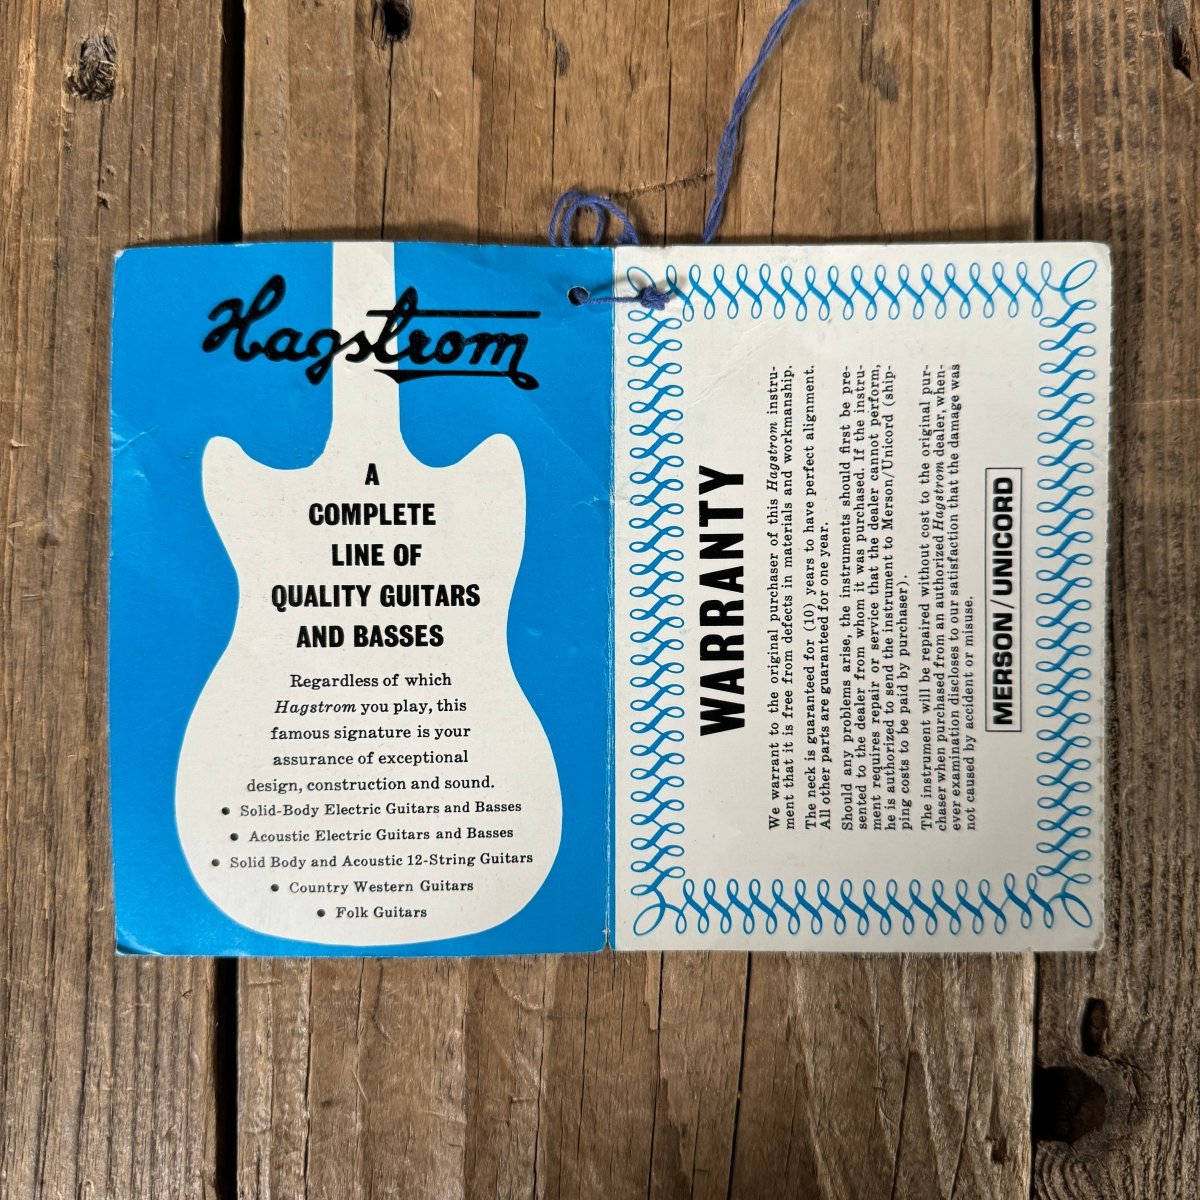 Hagstrom
A
COMPLETE
LINE OF
QUALITY GUITARS
AND BASSES
Regardless of which
Hagstrom you play, this
famous signature is your
assurance of exceptional
design, construction and sound.
• Solid-Body Electric Guitars and Basses
• Acoustic Electric Guitars and Basses
• Solid Body and Acoustic 12-String Guitars
• Country Western Guitars
• Folk Guitars
WARRANTY
We warrant to the original purchaser of this Hagstrom instru-
ment that it is free from defects in materials and workmanship.
The neck is guaranteed for (10) years to have perfect alignment.
All other parts are guaranteed for one year.
Should any problems arise, the instruments should first be pre-
sented to the dealer from whom it was purchased. If the instru-
ment requires repair or service that the dealer cannot perform,
he is authorized to send the instrument to Merson/Unicord (ship-
ping costs to be paid by purchaser).
The instrument will be repaired without cost to the original pur-
chaser when purchased from an authorized Hagstrom dealer, when-
ever examination discloses to our satisfaction that the damage was
not caused by accident or misuse.
MERSON/UNICORD